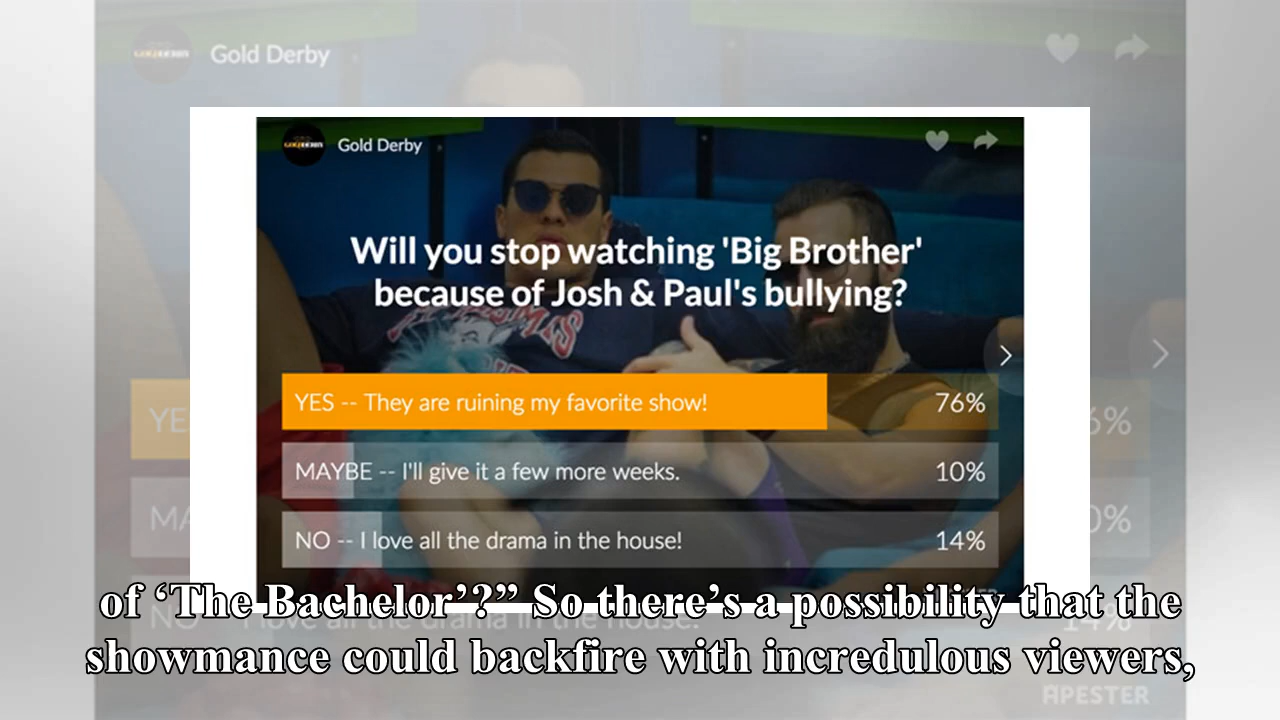 Gold Derby
Gold Derby
Will you stop watching 'Big Brother'
because of Josh & Paul's bullying?
YES -- They are ruining my favorite show!
76%
MAYBE -- I'll give it a few more weeks.
10%
NO -- I love all the drama in the house!
14%
of ‘The Bachelor’?” So there’s a possibility that the
showmance could backfire with incredulous viewers,
APESTER